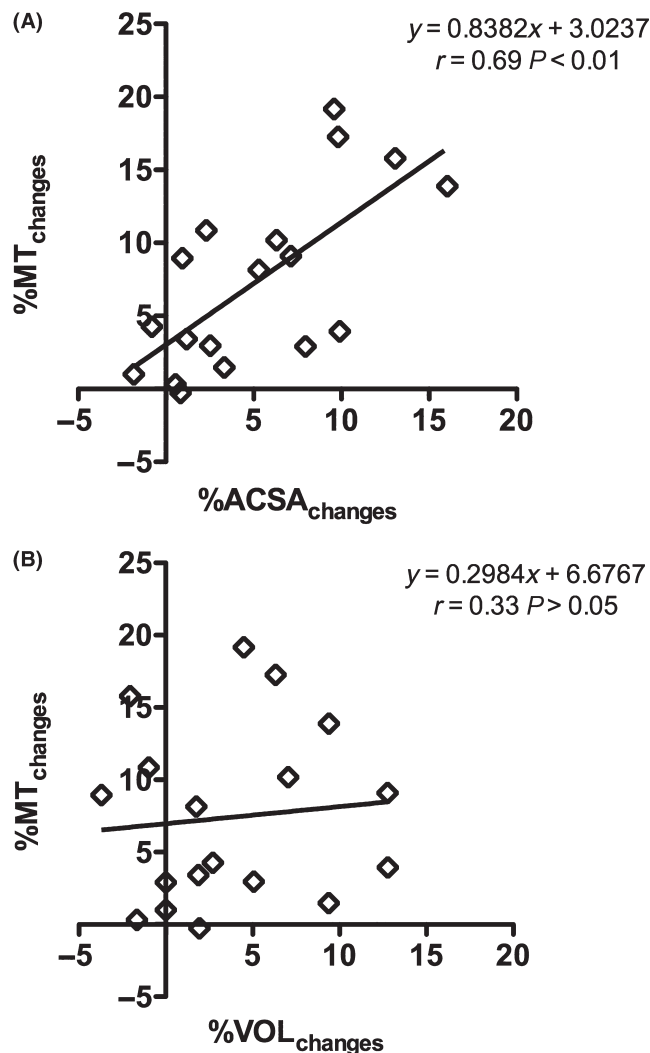 (A)
y = 0.8382x + 3.0237
r = 0.69 P < 0.01
25
20
15
10
5
–5
–5 5 10 15 20
%MTchanges
%ACSAchanges
(B)
y = 0.2984x + 6.6767
r = 0.33 P > 0.05
25
20
15
10
5
–5
–5 5 10 15 20
%MTchanges
%VOLchanges